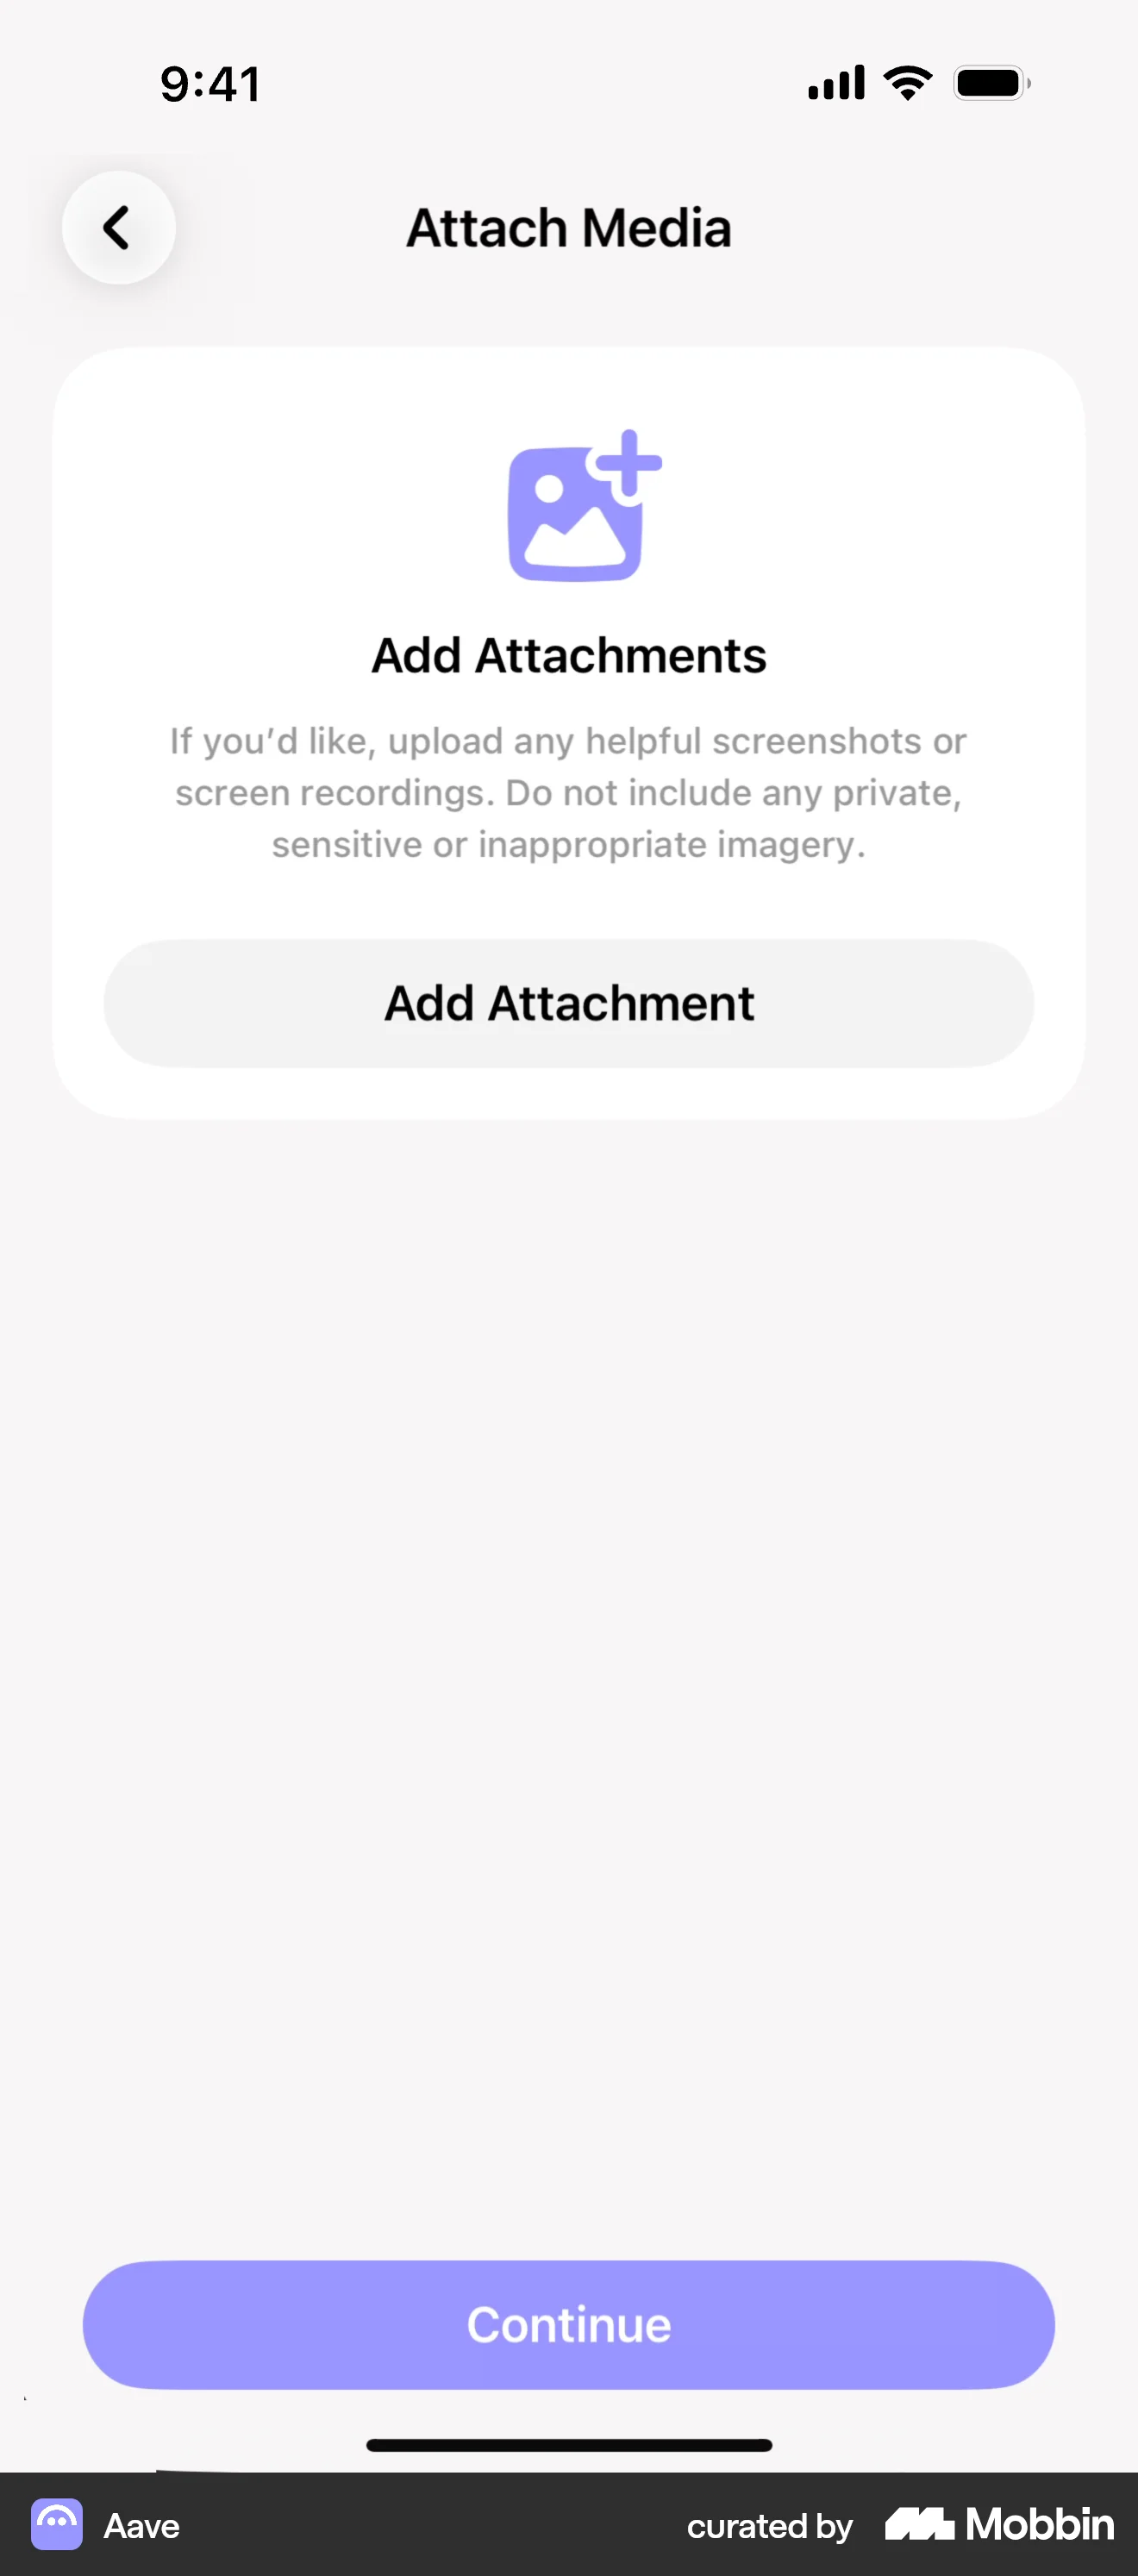 9:41
Attach Media
Add Attachments
If you’d like, upload any helpful screenshots or
screen recordings. Do not include any private,
sensitive or inappropriate imagery.
Add Attachment
Continue
Aave
curated by Mobbin